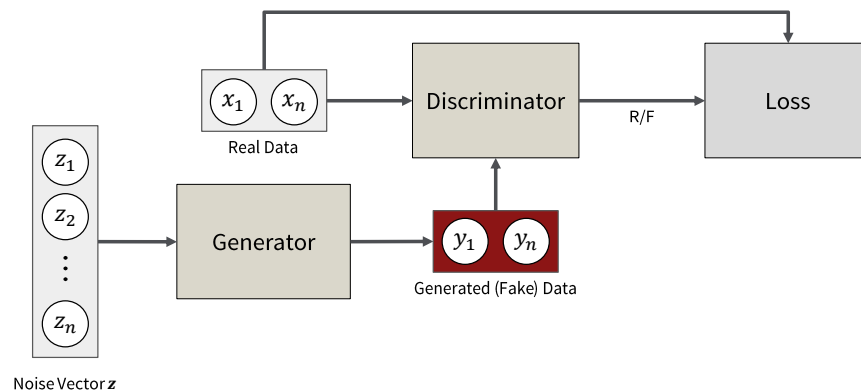 x₁ xₙ
Real Data
Discriminator
R/F
Loss
z₁
z₂
⋮
zₙ
Noise Vector z
Generator
y₁ yₙ
Generated (Fake) Data